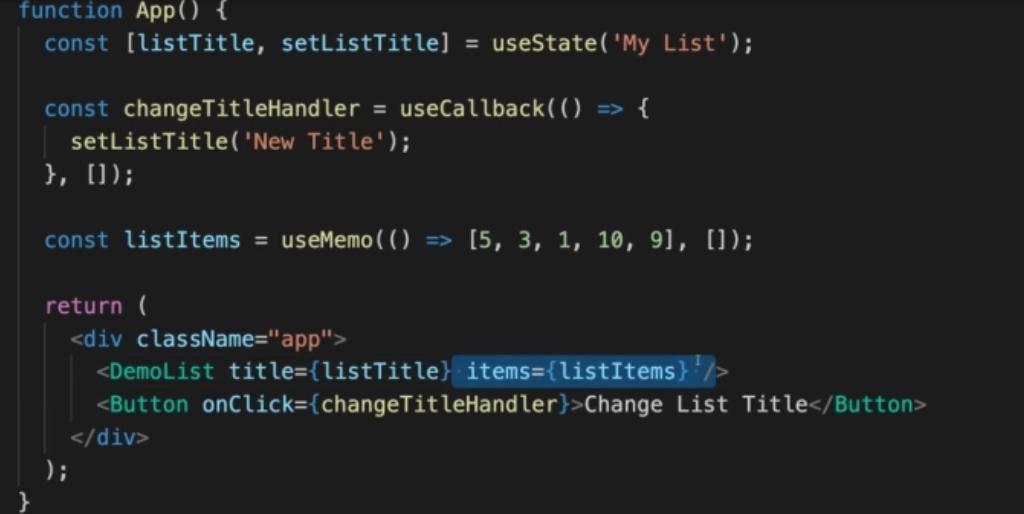 function App() {
const [listTitle, setListTitle] = useState('My List');
const changeTitleHandler = useCallback(() => {
setListTitle('New Title');
}, []);
const listItems = useMemo(() => [5, 3, 1, 10, 9], []);
return (
<div className="app">
<DemoList title={listTitle} items={listItems} />
<Button onClick={changeTitleHandler}>Change List Title</Button>
</div>
);
}